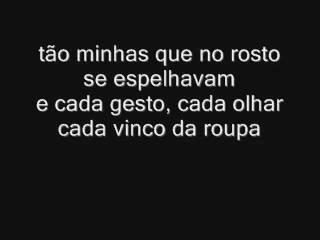 tão minhas que no rosto
se espelhavam
e cada gesto, cada olhar
cada vinco da roupa